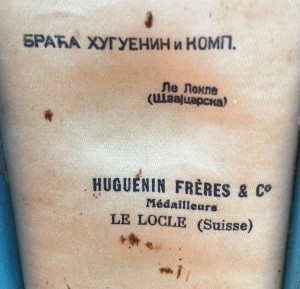 БРАЋА ХУГУЕНИН и КОМП.
Ле Локле
(Швајцарска)
HUGUENIN FRÈRES & Cº
Médailleurs
LE LOCLE (Suisse)